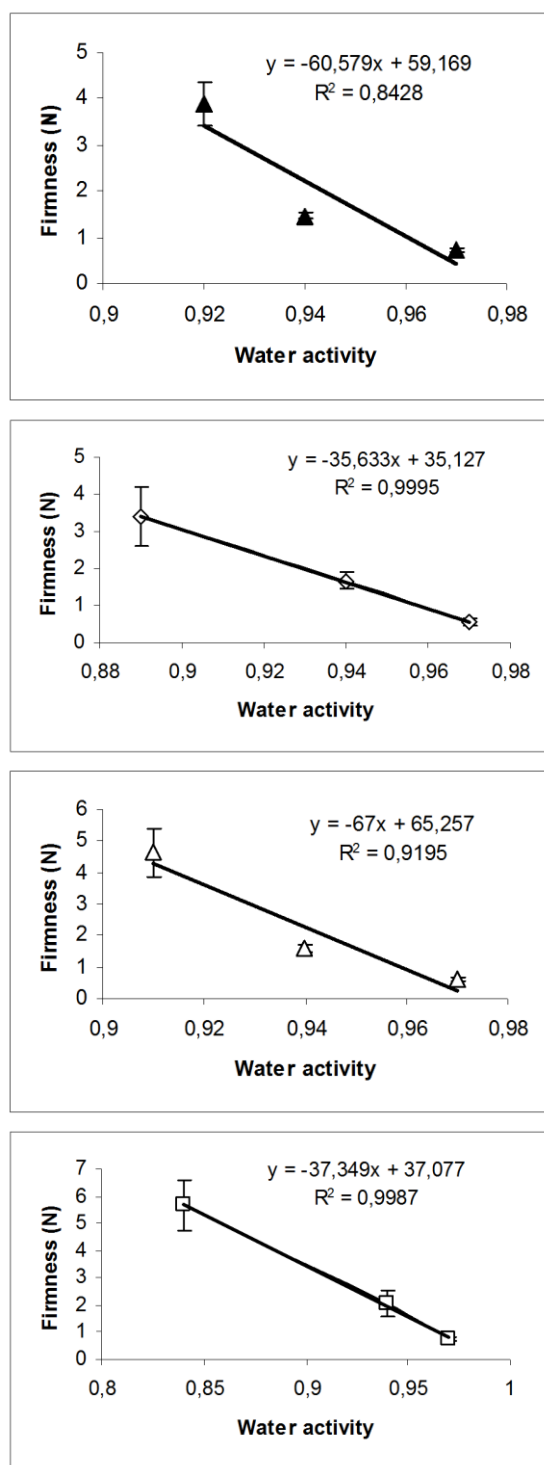 y = -60,579x + 59,169
R² = 0,8428
Firmness (N)
5
4
3
2
1
0
0,9 0,92 0,94 0,96 0,98
Water activity
y = -35,633x + 35,127
R² = 0,9995
Firmness (N)
5
4
3
2
1
0
0,88 0,9 0,92 0,94 0,96 0,98
Water activity
y = -67x + 65,257
R² = 0,9195
Firmness (N)
6
5
4
3
2
1
0
0,9 0,92 0,94 0,96 0,98
Water activity
y = -37,349x + 37,077
R² = 0,9987
Firmness (N)
7
6
5
4
3
2
1
0
0,8 0,85 0,9 0,95 1
Water activity